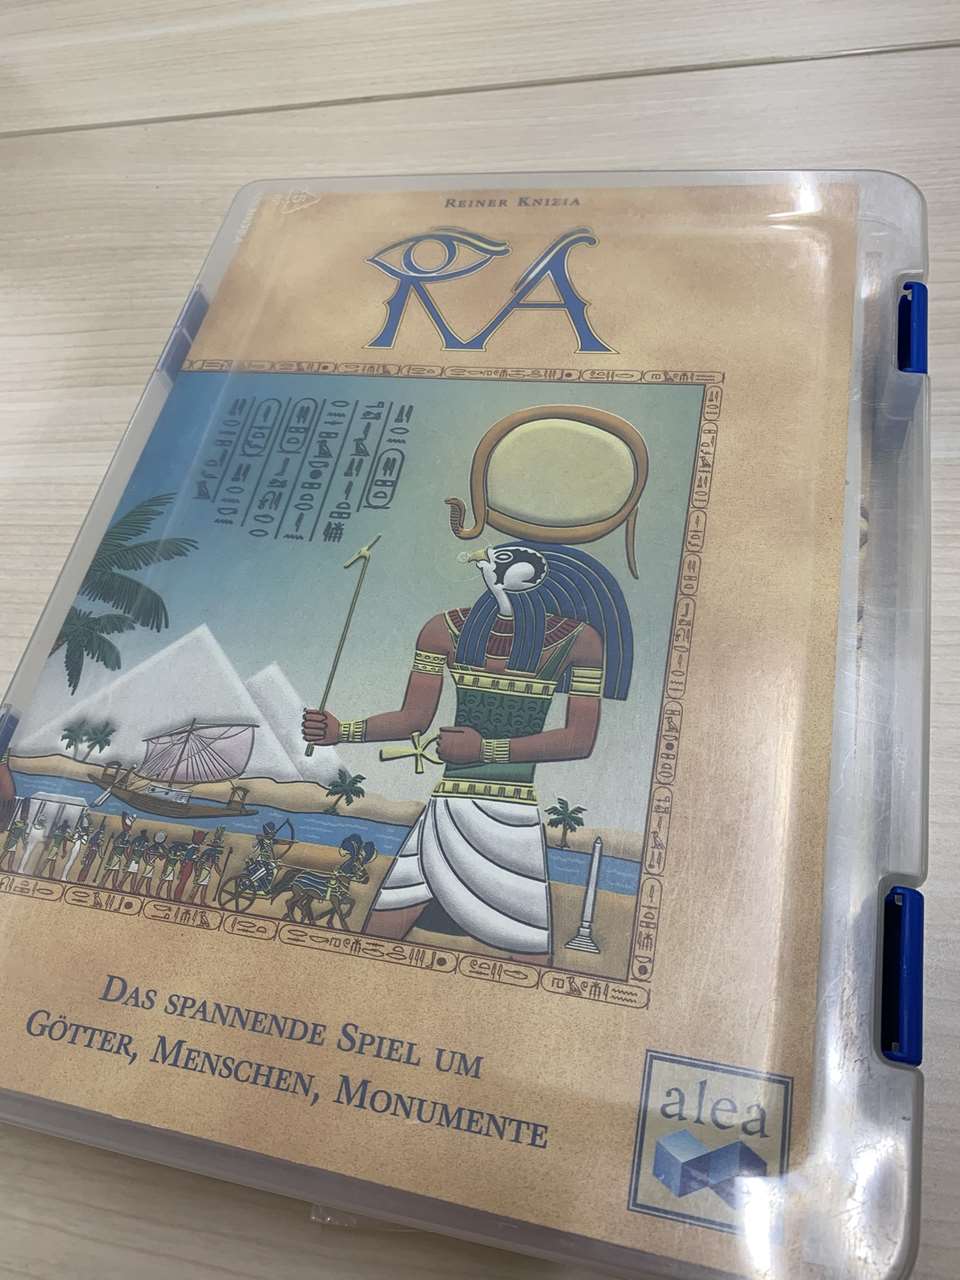 REINER KNIZIA
RA
DAS SPANNENDE SPIEL UM
GÖTTER, MENSCHEN, MONUMENTE
alea